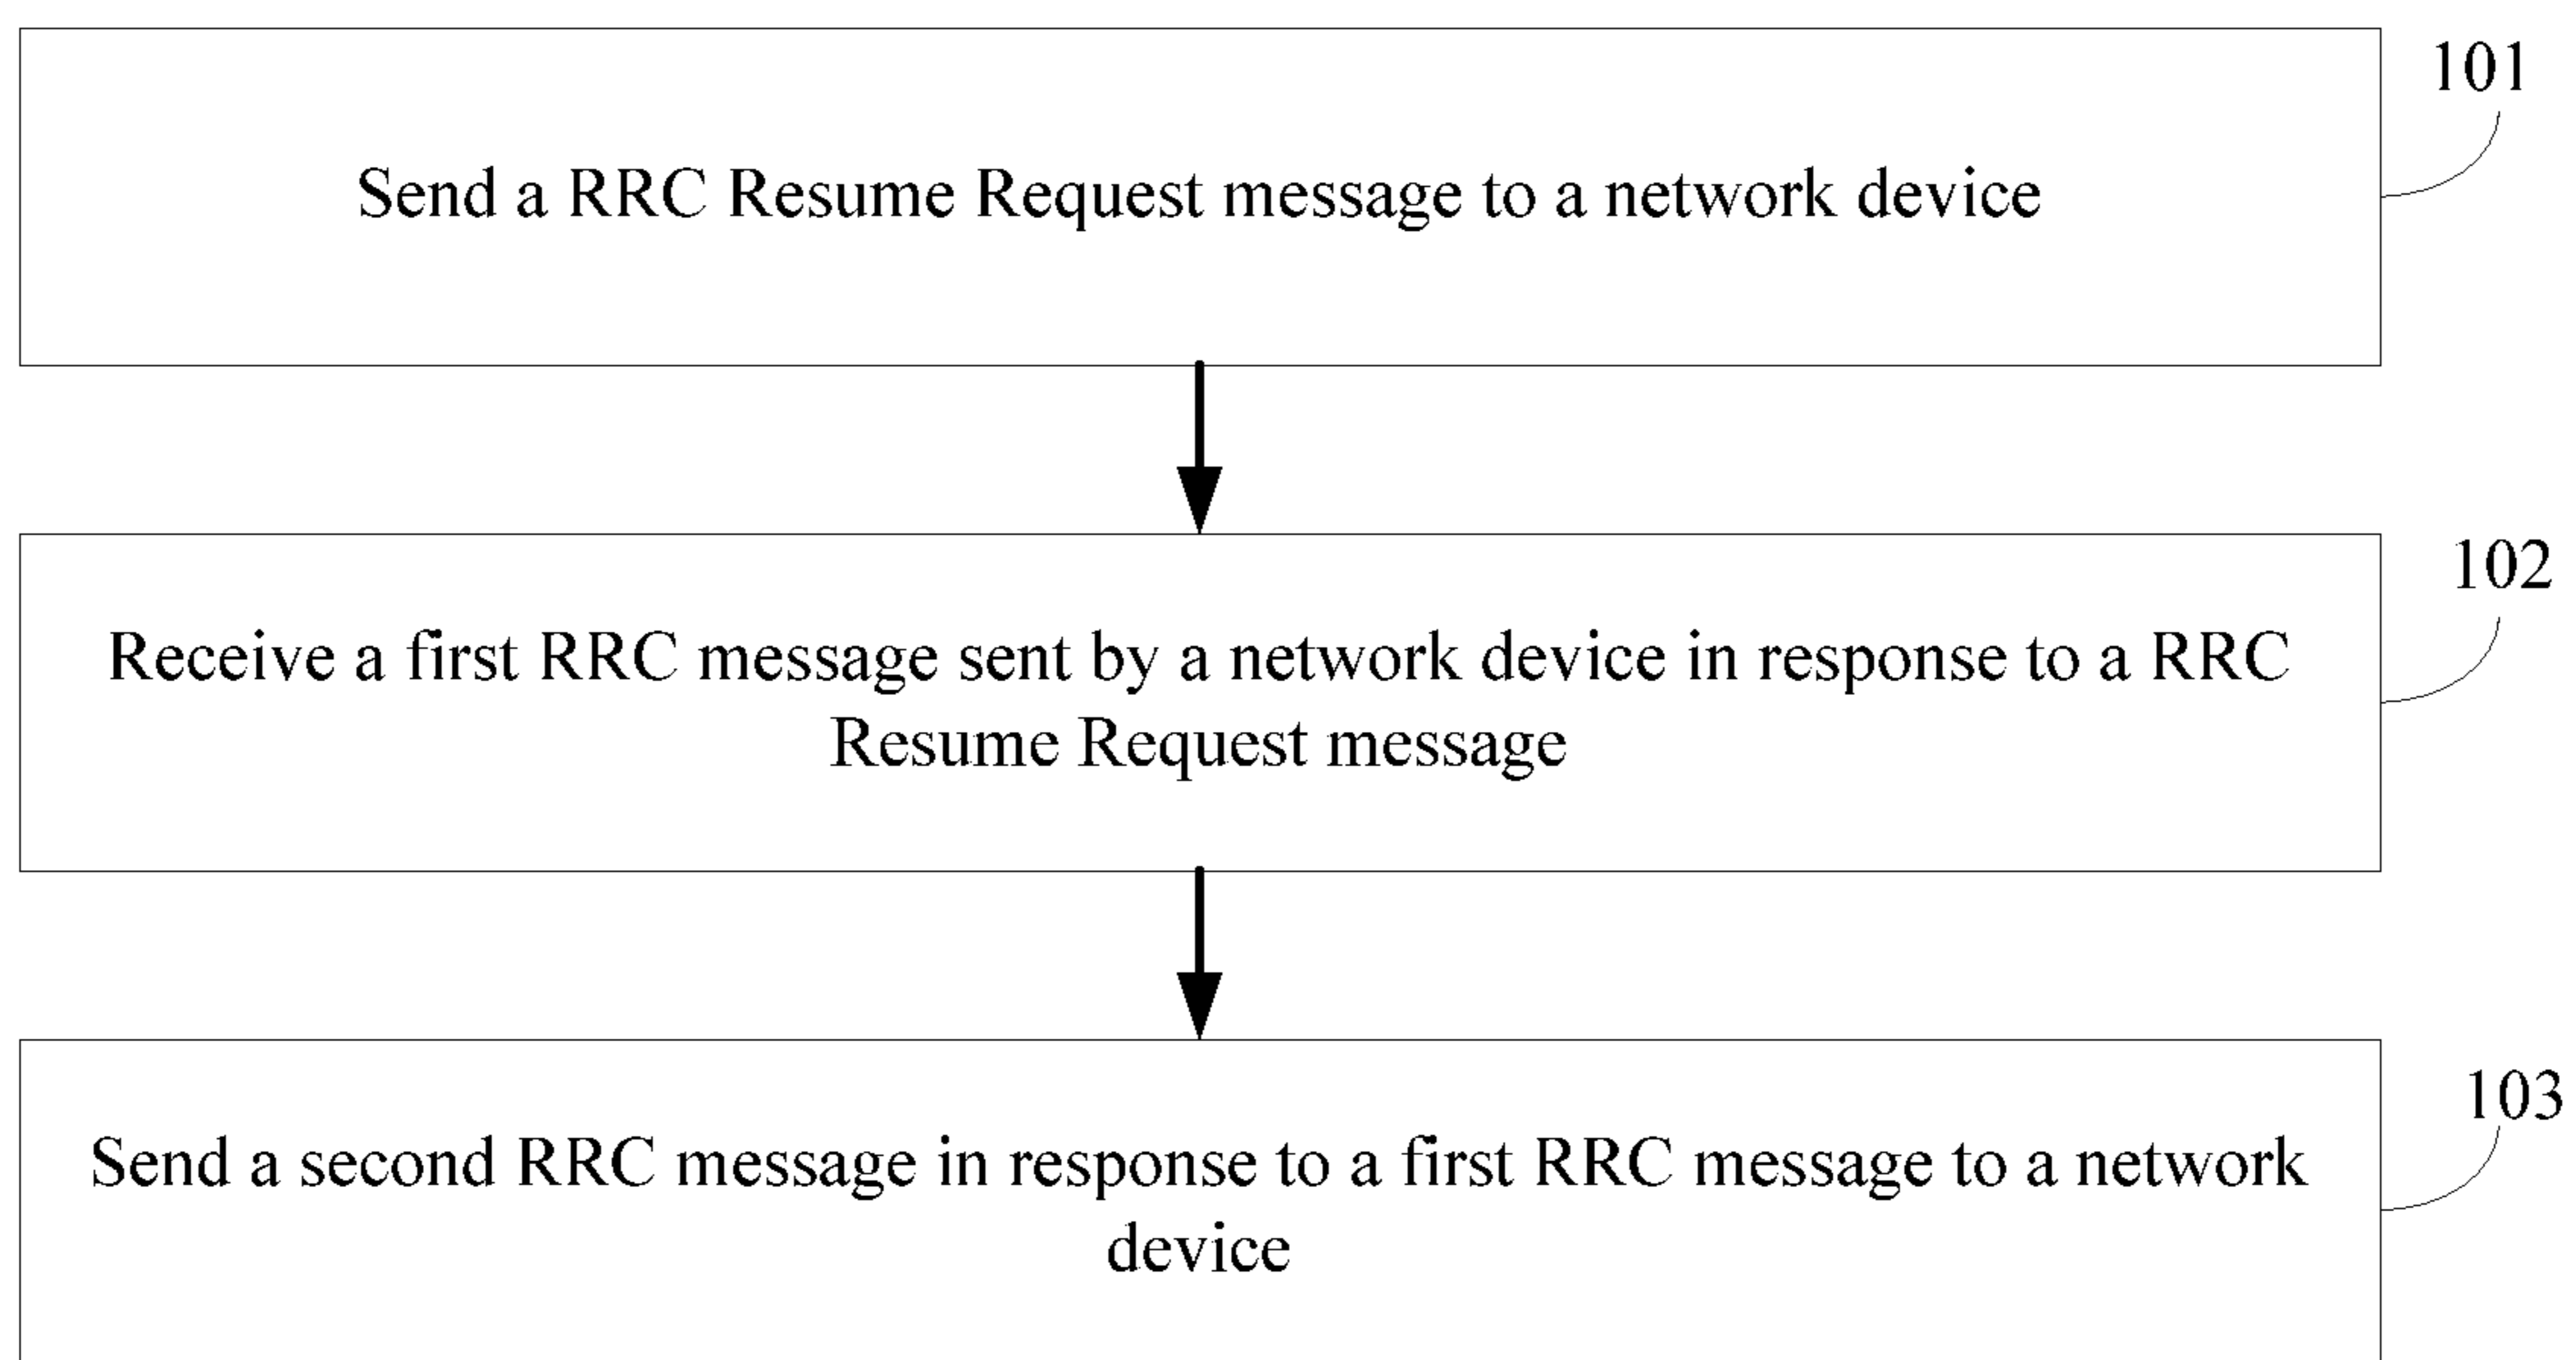 101
Send a RRC Resume Request message to a network device
102
Receive a first RRC message sent by a network device in response to a RRC
Resume Request message
103
Send a second RRC message in response to a first RRC message to a network
device